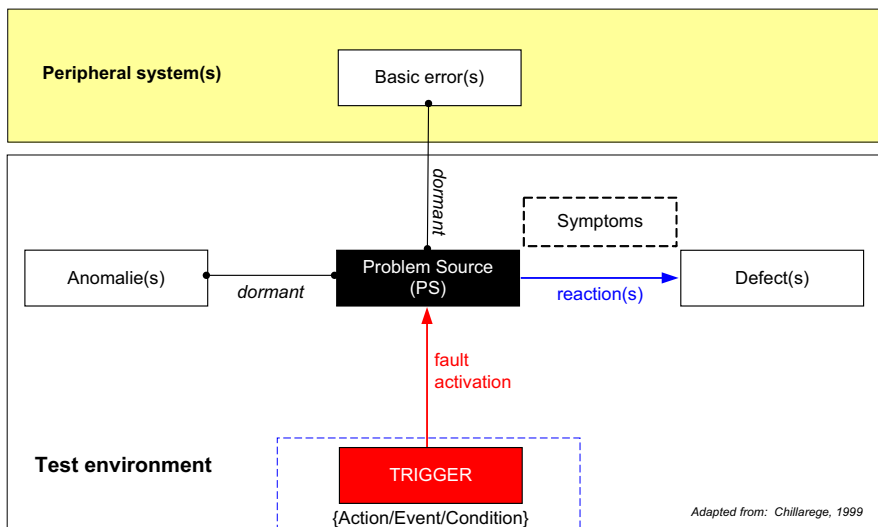 Peripheral system(s)
Basic error(s)
dormant
Symptoms
Anomalie(s)
dormant
Problem Source
(PS)
reaction(s)
Defect(s)
fault
activation
Test environment
TRIGGER
{Action/Event/Condition}
Adapted from: Chillarege, 1999